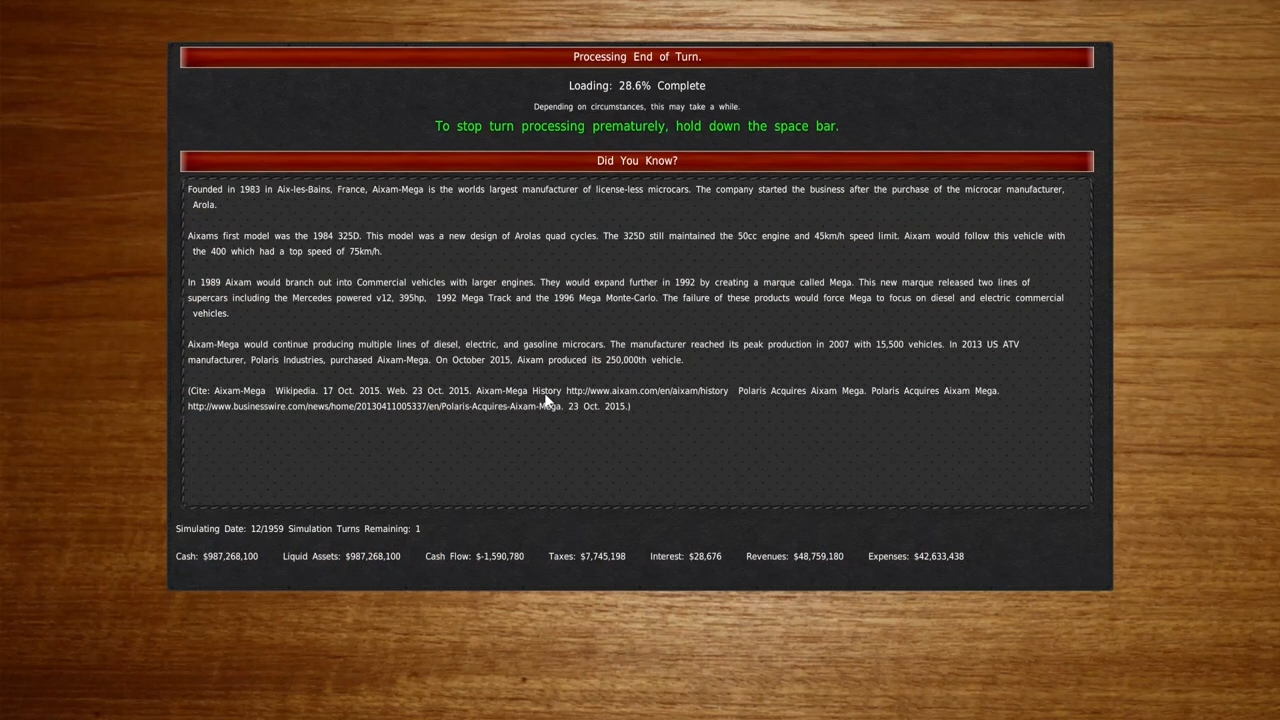 Processing End of Turn.
Loading: 28.6% Complete
Depending on circumstances, this may take a while.
To stop turn processing prematurely, hold down the space bar.
Did You Know?
Founded in 1983 in Aix-les-Bains, France, Aixam-Mega is the worlds largest manufacturer of license-less microcars. The company started the business after the purchase of the microcar manufacturer,
Arola.
Aixams first model was the 1984 325D. This model was a new design of Arolas quad cycles. The 325D still maintained the 50cc engine and 45km/h speed limit. Aixam would follow this vehicle with
the 400 which had a top speed of 75km/h.
In 1989 Aixam would branch out into Commercial vehicles with larger engines. They would expand further in 1992 by creating a marque called Mega. This new marque released two lines of
supercars including the Mercedes powered v12, 395hp, 1992 Mega Track and the 1996 Mega Monte-Carlo. The failure of these products would force Mega to focus on diesel and electric commercial
vehicles.
Aixam-Mega would continue producing multiple lines of diesel, electric, and gasoline microcars. The manufacturer reached its peak production in 2007 with 15,500 vehicles. In 2013 US ATV
manufacturer, Polaris Industries, purchased Aixam-Mega. On October 2015, Aixam produced its 250,000th vehicle.
(Cite: Aixam-Mega Wikipedia. 17 Oct. 2015. Web. 23 Oct. 2015. Aixam-Mega History http://www.aixam.com/en/aixam/history Polaris Acquires Aixam Mega. Polaris Acquires Aixam Mega.
http://www.businesswire.com/news/home/20130411005337/en/Polaris-Acquires-Aixam-Mega. 23 Oct. 2015.)
Simulating Date: 12/1959 Simulation Turns Remaining: 1
Cash: $987,268,100 Liquid Assets: $987,268,100 Cash Flow: $-1,590,780 Taxes: $7,745,198 Interest: $28,676 Revenues: $48,759,180 Expenses: $42,633,438